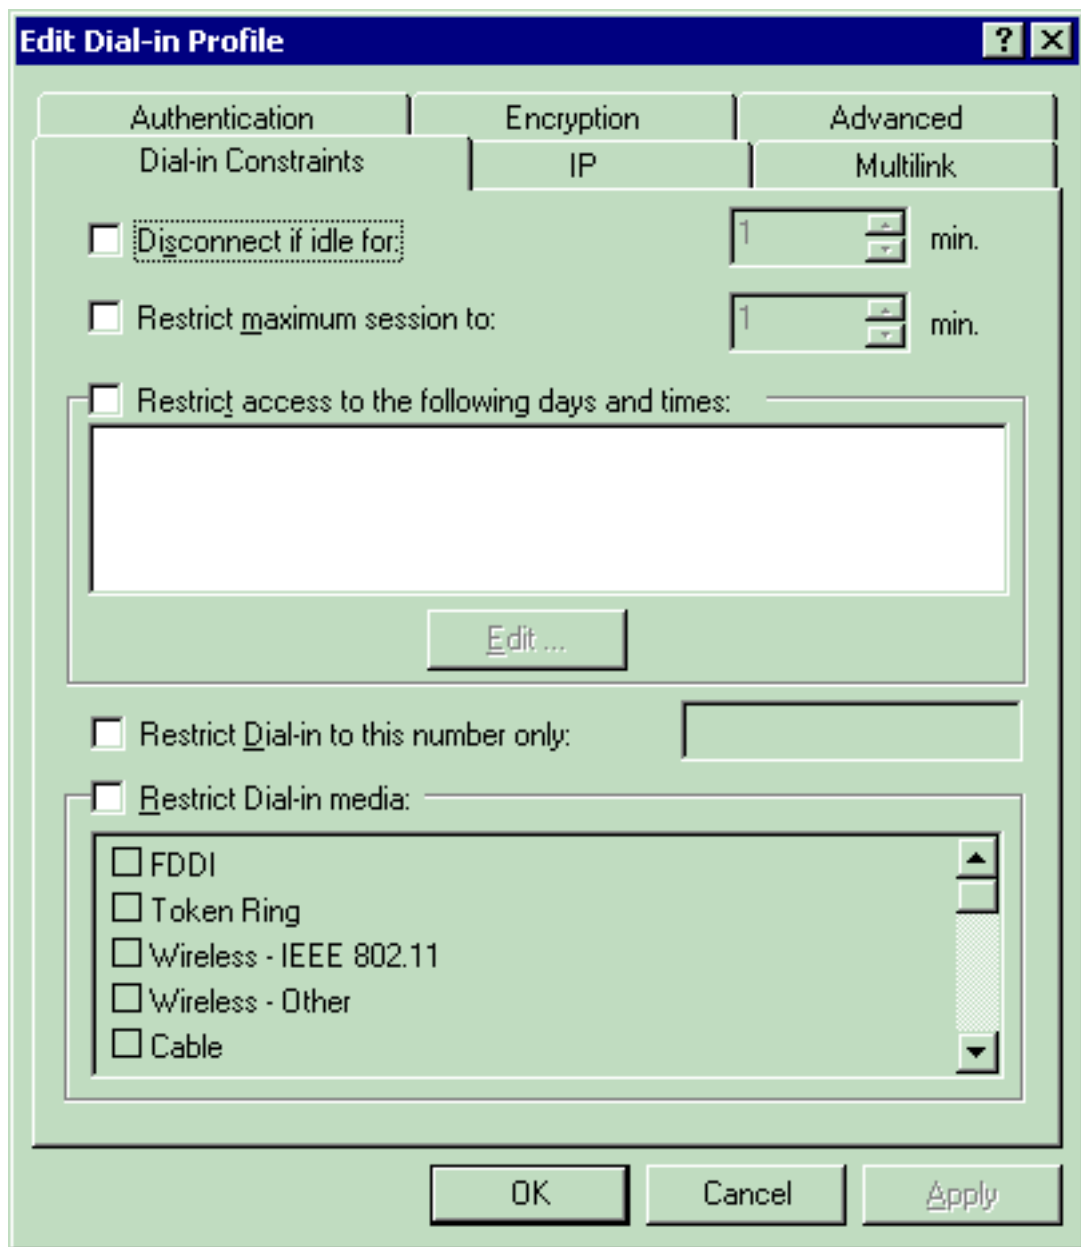 Edit Dial-in Profile
Authentication Encryption Advanced
Dial-in Constraints IP Multilink
Disconnect if idle for: 1 min.
Restrict maximum session to: 1 min.
Restrict access to the following days and times:
Edit ...
Restrict Dial-in to this number only:
Restrict Dial-in media:
FDDI
Token Ring
Wireless - IEEE 802.11
Wireless - Other
Cable
OK Cancel Apply